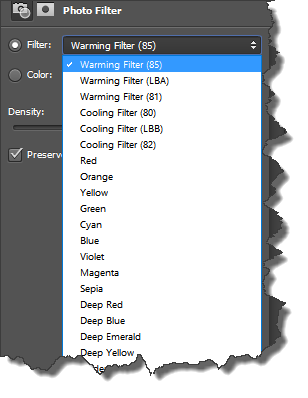 Photo Filter
Filter: Warming Filter (85)
Warming Filter (85)
Warming Filter (LBA)
Warming Filter (81)
Cooling Filter (80)
Cooling Filter (LBB)
Cooling Filter (82)
Red
Orange
Yellow
Green
Cyan
Blue
Violet
Magenta
Sepia
Deep Red
Deep Blue
Deep Emerald
Deep Yellow
Color:
Density: